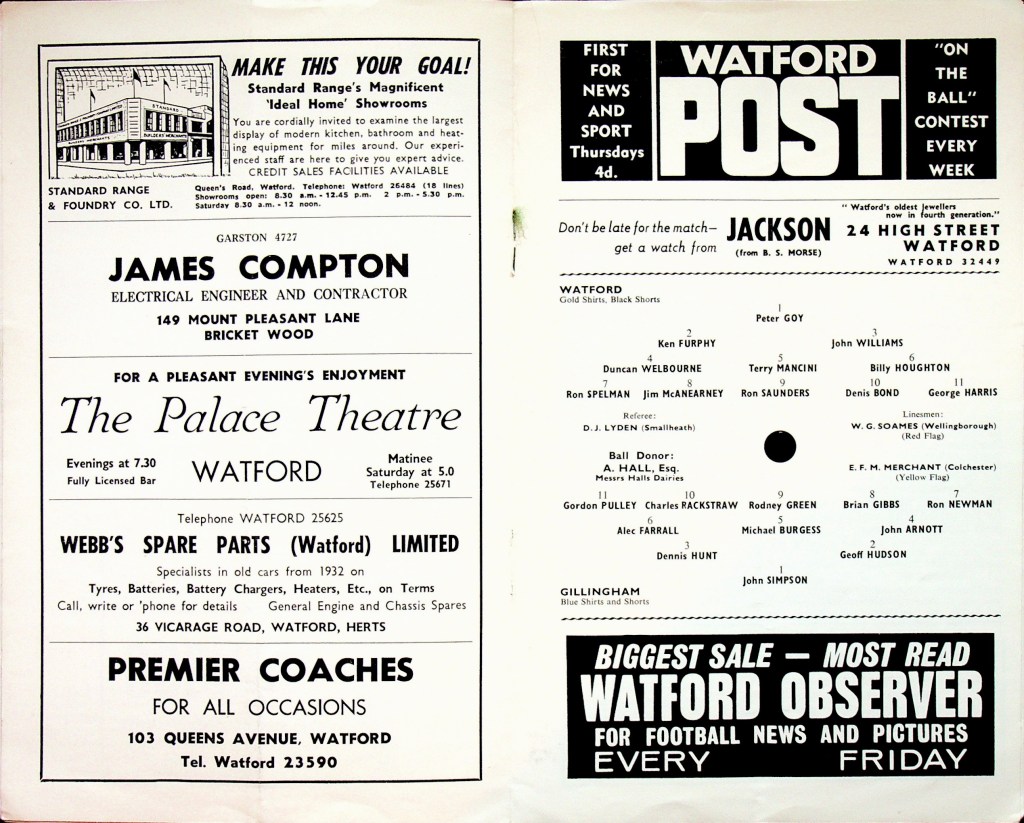 MAKE THIS YOUR GOAL!
Standard Range's Magnificent
'Ideal Home' Showrooms
You are cordially invited to examine the largest
display of modern kitchen, bathroom and heat-
ing equipment for miles around. Our experi-
enced staff are here to give you expert advice.
CREDIT SALES FACILITIES AVAILABLE
STANDARD
BUILDERS MERCHANTS
STANDARD RANGE
& FOUNDRY CO. LTD.
Queen's Road, Watford. Telephone: Watford 26484 (18 lines)
Showrooms open: 8.30 a.m. - 12.45 p.m. 2 p.m. - 5.30 p.m.
Saturday 8.30 a.m. - 12 noon.
GARSTON 4727
JAMES COMPTON
ELECTRICAL ENGINEER AND CONTRACTOR
149 MOUNT PLEASANT LANE
BRICKET WOOD
FOR A PLEASANT EVENING'S ENJOYMENT
The Palace Theatre
Evenings at 7.30
Fully Licensed Bar
WATFORD
Matinee
Saturday at 5.0
Telephone 25671
Telephone WATFORD 25625
WEBB'S SPARE PARTS (Watford) LIMITED
Specialists in old cars from 1932 on
Tyres, Batteries, Battery Chargers, Heaters, Etc., on Terms
Call, write or 'phone for details General Engine and Chassis Spares
36 VICARAGE ROAD, WATFORD, HERTS
PREMIER COACHES
FOR ALL OCCASIONS
103 QUEENS AVENUE, WATFORD
Tel. Watford 23590
FIRST
FOR
NEWS
AND
SPORT
Thursdays
4d.
WATFORD
POST
"ON
THE
BALL"
CONTEST
EVERY
WEEK
Don't be late for the match—
get a watch from
JACKSON
(from B. S. MORSE)
"Watford's oldest Jewellers
now in fourth generation."
24 HIGH STREET
WATFORD
WATFORD 32449
WATFORD
Gold Shirts, Black Shorts
1
Peter GOY
2 3
Ken FURPHY John WILLIAMS
4 5 6
Duncan WELBOURNE Terry MANCINI Billy HOUGHTON
7 8 9 10 11
Ron SPELMAN Jim McANEARNEY Ron SAUNDERS Denis BOND George HARRIS
Referee:
D. J. LYDEN (Smallheath)
Linesmen:
W. G. SOAMES (Wellingborough)
(Red Flag)
Ball Donor:
A. HALL, Esq.
Messrs Halls Dairies
E. F. M. MERCHANT (Colchester)
(Yellow Flag)
11 10 9 8 7
Gordon PULLEY Charles RACKSTRAW Rodney GREEN Brian GIBBS Ron NEWMAN
6 5 4
Alec FARRALL Michael BURGESS John ARNOTT
3 2
Dennis HUNT Geoff HUDSON
1
John SIMPSON
GILLINGHAM
Blue Shirts and Shorts
BIGGEST SALE — MOST READ
WATFORD OBSERVER
FOR FOOTBALL NEWS AND PICTURES
EVERY FRIDAY